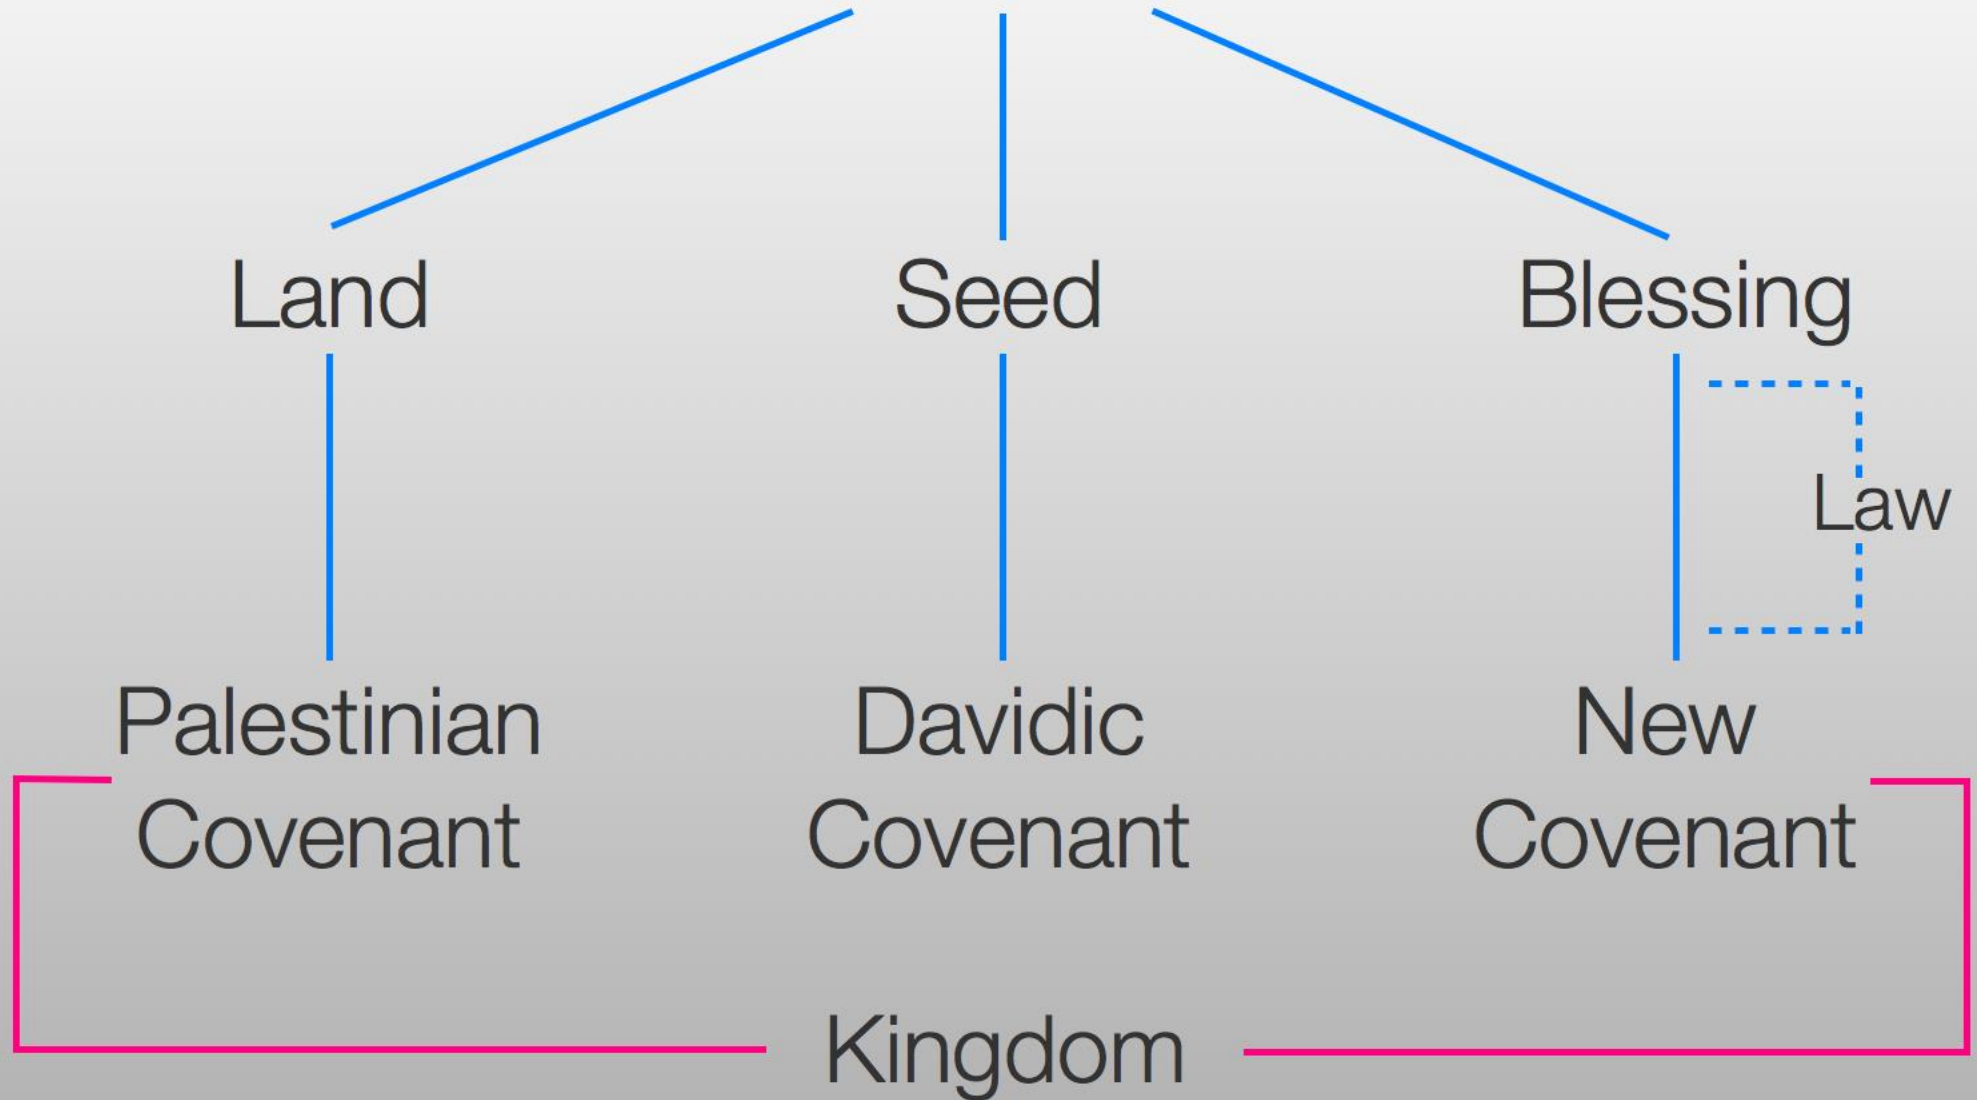 Land Seed Blessing
Law
Palestinian Davidic New
Covenant Covenant Covenant
Kingdom